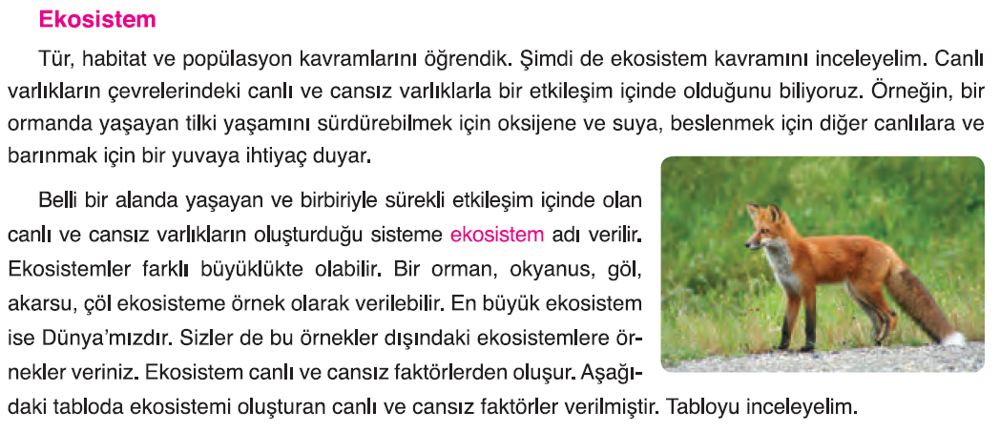 Ekosistem
Tür, habitat ve popülasyon kavramlarını öğrendik. Şimdi de ekosistem kavramını inceleyelim. Canlı
varlıkların çevrelerindeki canlı ve cansız varlıklarla bir etkileşim içinde olduğunu biliyoruz. Örneğin, bir
ormanda yaşayan tilki yaşamını sürdürebilmek için oksijene ve suya, beslenmek için diğer canlılara ve
barınmak için bir yuvaya ihtiyaç duyar.
Belli bir alanda yaşayan ve birbiriyle sürekli etkileşim içinde olan
canlı ve cansız varlıkların oluşturduğu sisteme ekosistem adı verilir.
Ekosistemler farklı büyüklükte olabilir. Bir orman, okyanus, göl,
akarsu, çöl ekosisteme örnek olarak verilebilir. En büyük ekosistem
ise Dünya'mızdır. Sizler de bu örnekler dışındaki ekosistemlere ör-
nekler veriniz. Ekosistem canlı ve cansız faktörlerden oluşur. Aşağı-
daki tabloda ekosistemi oluşturan canlı ve cansız faktörler verilmiştir. Tabloyu inceleyelim.